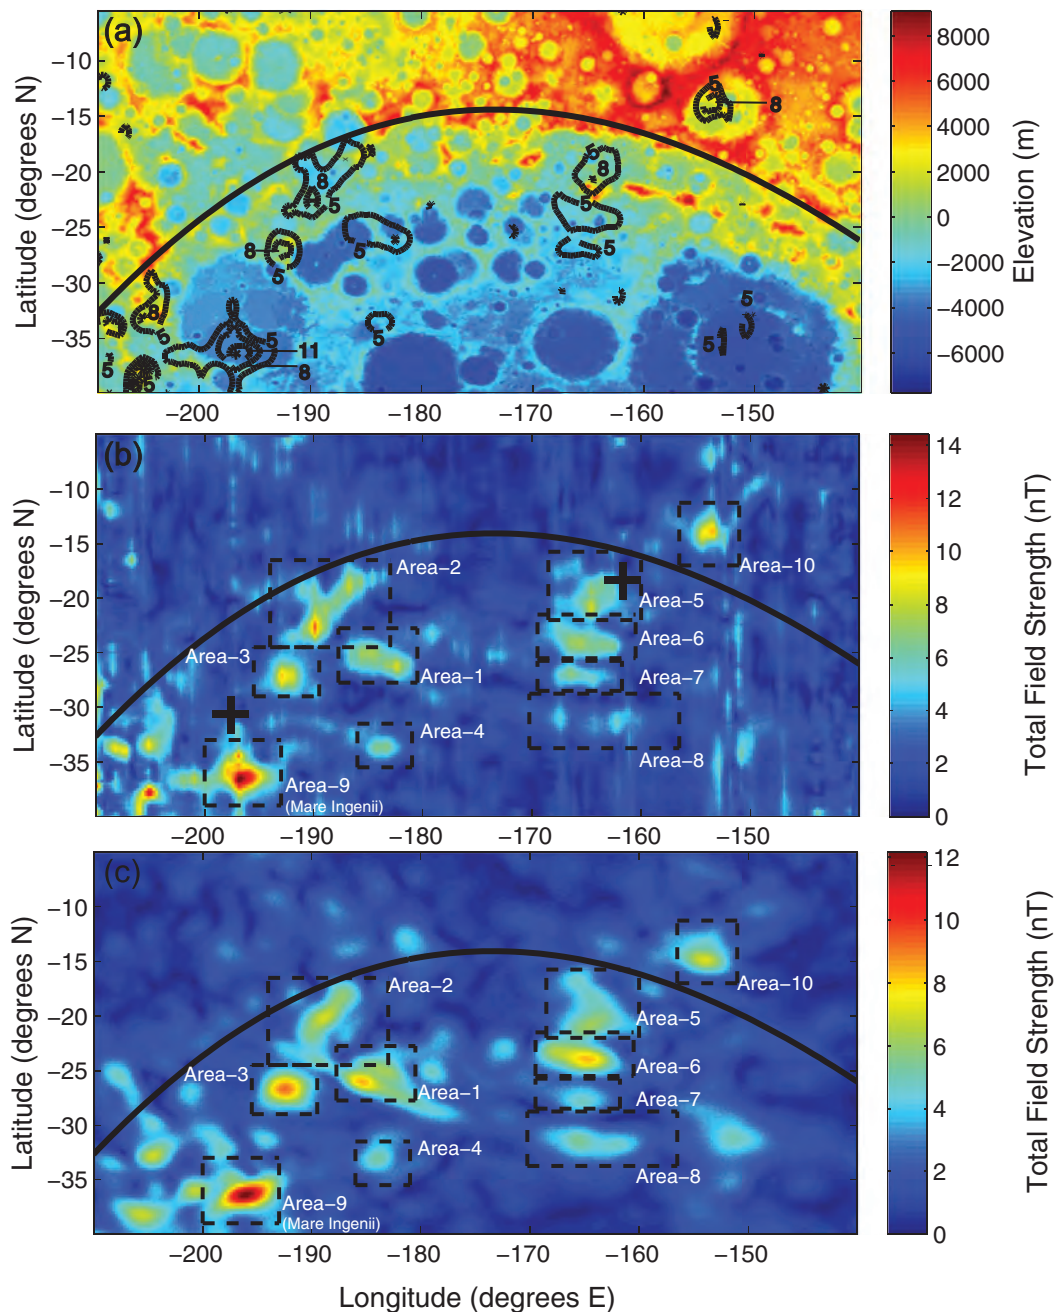 (a)
Latitude (degrees N)
−10
−15
−20
−25
−30
−35
5
8
5
8
5
8
5
5
8
5
5
5
8
5
5
11
8
5
5
5
5
−200
−190
−180
−170
−160
−150
8000
6000
4000
2000
0
−2000
−4000
−6000
Elevation (m)
(b)
Latitude (degrees N)
−10
−15
−20
−25
−30
−35
Area−2
Area−10
Area−5
Area−3
Area−6
Area−1
Area−7
Area−4
Area−8
Area−9
(Mare Ingenii)
−200
−190
−180
−170
−160
−150
14
12
10
8
6
4
2
0
Total Field Strength (nT)
(c)
Latitude (degrees N)
−10
−15
−20
−25
−30
−35
Area−2
Area−10
Area−5
Area−3
Area−6
Area−1
Area−7
Area−4
Area−8
Area−9
(Mare Ingenii)
−200
−190
−180
−170
−160
−150
Longitude (degrees E)
12
10
8
6
4
2
0
Total Field Strength (nT)